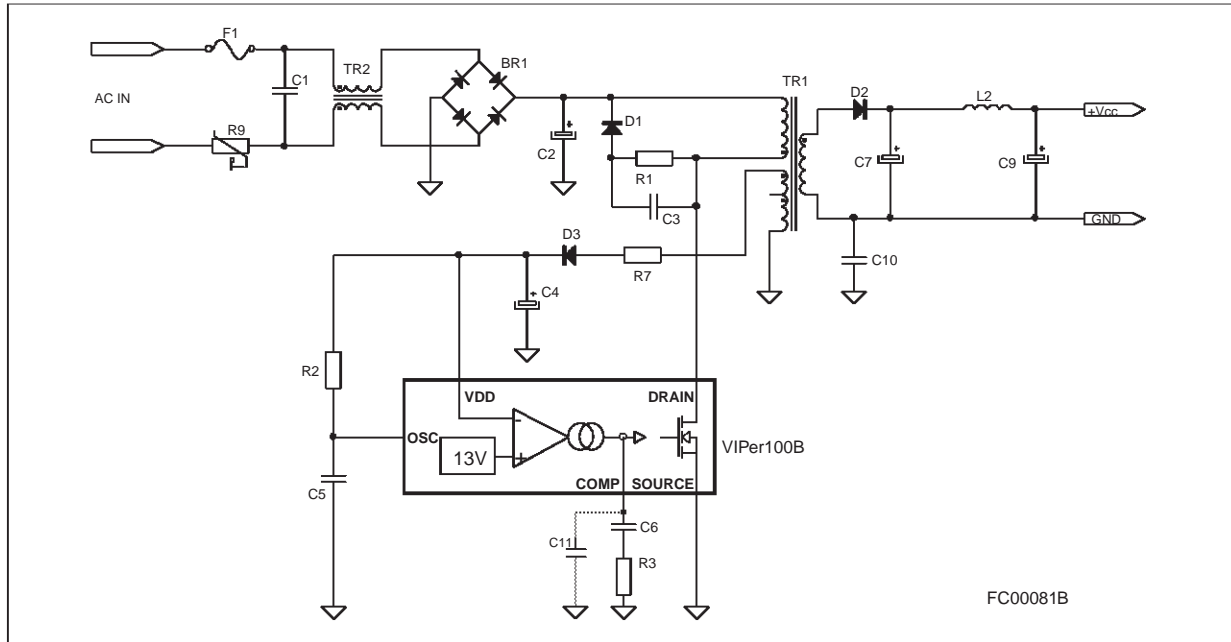 F1
BR1
TR2
C1
AC IN
R9
TR1
D2
L2
+Vcc
D1
+
C2
R1
C3
+
C7
+
C9
GND
D3
R7
C10
+
C4
R2
VDD
DRAIN
OSC
-
+
13V
VIPer100B
COMP
SOURCE
C5
C6
C11
R3
FC00081B